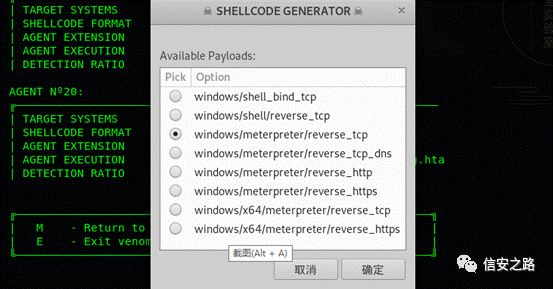 ☠ SHELLCODE GENERATOR ☠
×
| TARGET SYSTEMS
| SHELLCODE FORMAT
| AGENT EXTENSION
| AGENT EXECUTION
| DETECTION RATIO
AGENT Nº20:
| TARGET SYSTEMS
| SHELLCODE FORMAT
| AGENT EXTENSION
| AGENT EXECUTION
| DETECTION RATIO
.hta
| M - Return to
| E - Exit venom
Available Payloads:
Pick Option
windows/shell_bind_tcp
windows/shell/reverse_tcp
windows/meterpreter/reverse_tcp
windows/meterpreter/reverse_tcp_dns
windows/meterpreter/reverse_http
windows/meterpreter/reverse_https
windows/x64/meterpreter/reverse_tcp
windows/x64/meterpreter/reverse_https
截图(Alt + A)
取消 确定
信安之路